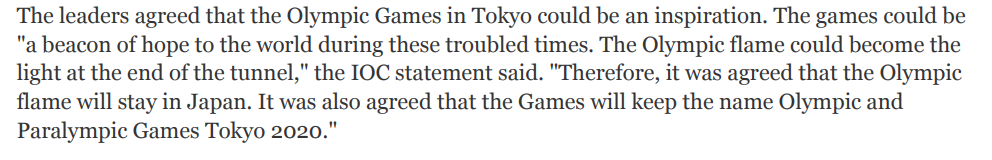 The leaders agreed that the Olympic Games in Tokyo could be an inspiration. The games could be
"a beacon of hope to the world during these troubled times. The Olympic flame could become the
light at the end of the tunnel," the IOC statement said. "Therefore, it was agreed that the Olympic
flame will stay in Japan. It was also agreed that the Games will keep the name Olympic and
Paralympic Games Tokyo 2020."